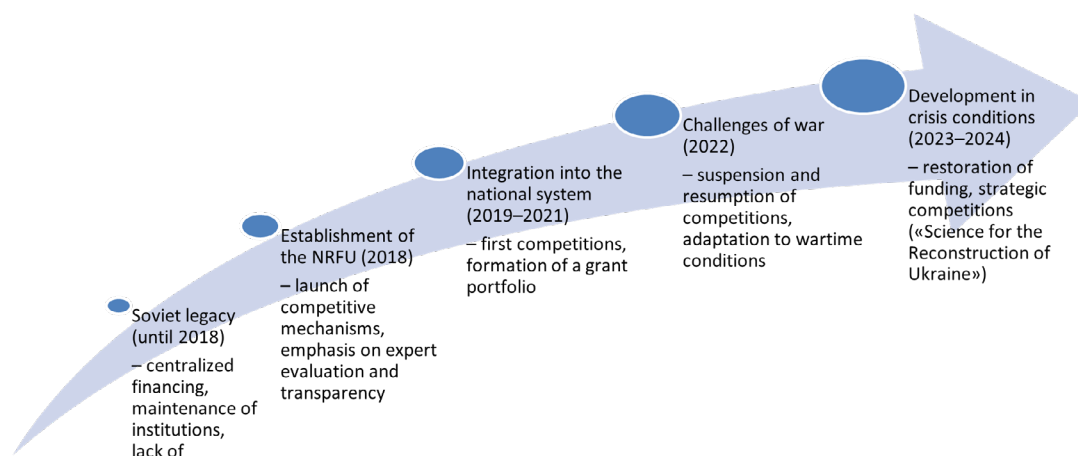 Soviet legacy
(until 2018)
– centralized
financing,
maintenance of
institutions,
lack of
Establishment of
the NRFU (2018)
– launch of
competitive
mechanisms,
emphasis on expert
evaluation and
transparency
Integration into the
national system
(2019–2021)
– first competitions,
formation of a grant
portfolio
Challenges of war
(2022)
– suspension and
resumption of
competitions,
adaptation to wartime
conditions
Development in
crisis conditions
(2023–2024)
– restoration of
funding, strategic
competitions
(«Science for the
Reconstruction of
Ukraine»)